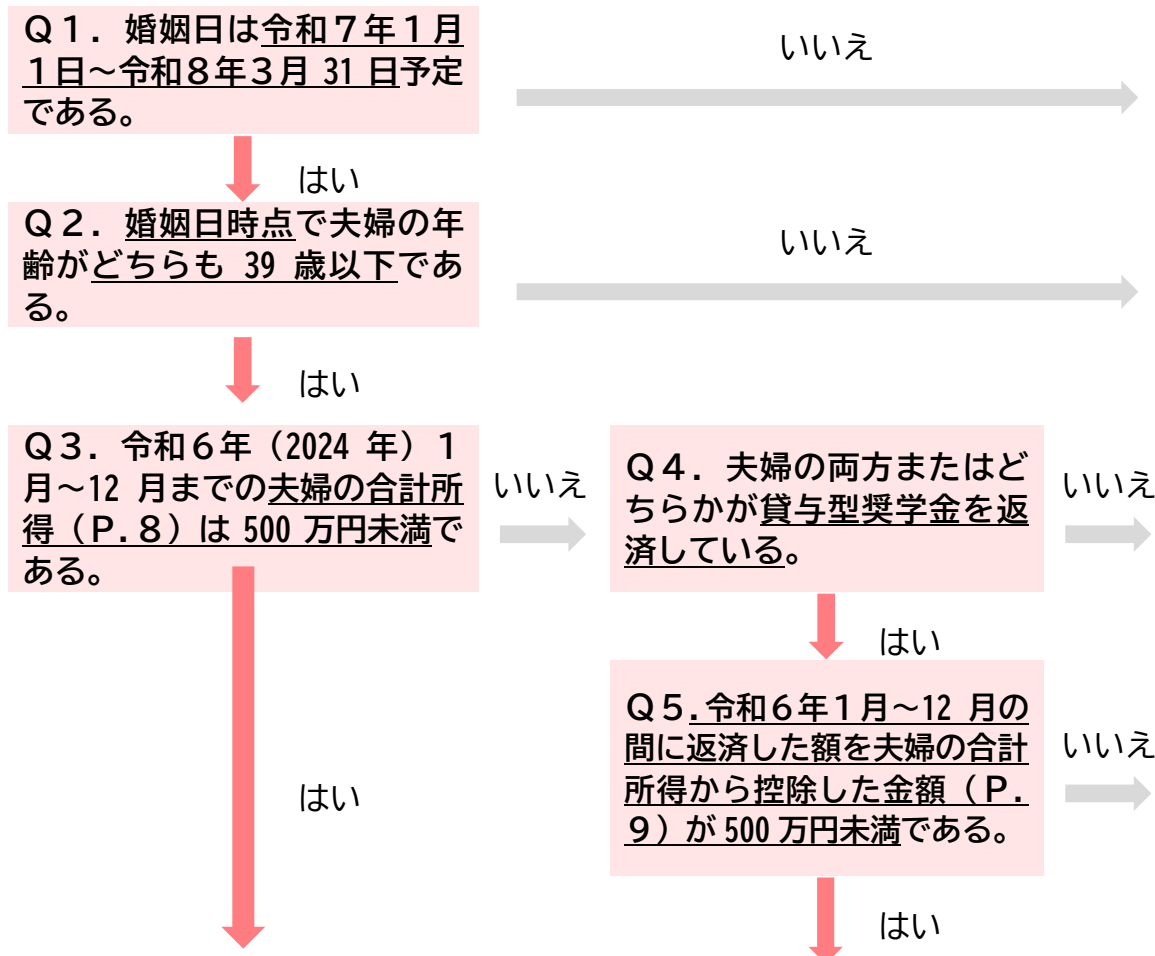 Ｑ１．婚姻日は令和７年１月
１日～令和８年３月 31 日予定
である。
いいえ
はい
Ｑ２．婚姻日時点で夫婦の年
齢がどちらも 39 歳以下であ
る。
いいえ
はい
Ｑ３．令和６年（2024 年）１
月～12 月までの夫婦の合計所
得（Ｐ.８）は 500 万円未満で
ある。
いいえ
Ｑ４．夫婦の両方またはど
ちらかが貸与型奨学金を返
済している。
いいえ
はい
Ｑ５.令和６年１月～12 月の
間に返済した額を夫婦の合計
所得から控除した金額（Ｐ.
９）が 500 万円未満である。
いいえ
はい
はい